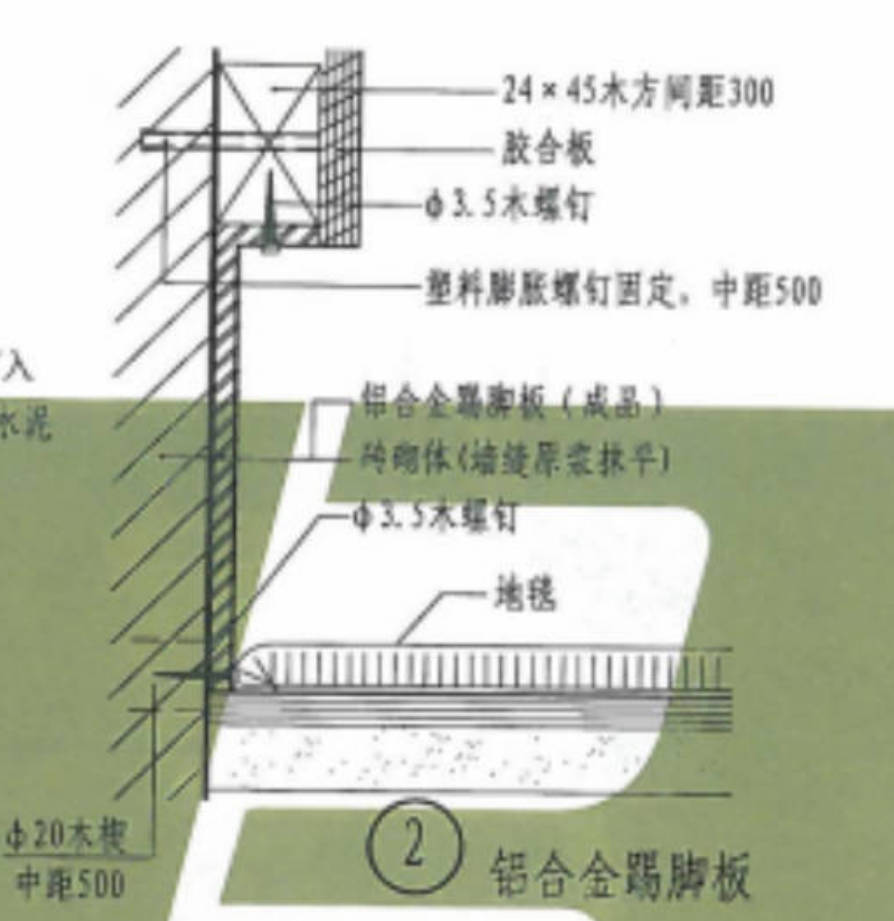 24×45木方间距300
胶合板
φ3.5木螺钉
塑料膨胀螺钉固定，中距500
入
水泥
铝合金踢脚板(成品)
砖砌体(墙缝原浆抹平)
φ3.5木螺钉
地毯
φ20木楔
中距500
2
铝合金踢脚板